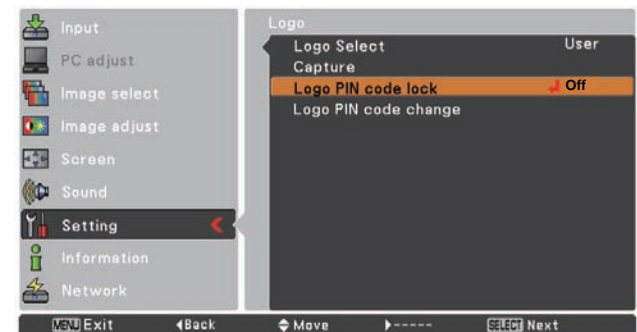 Input
PC adjust
Image select
Image adjust
Screen
Sound
Setting
Information
Network
Logo
Logo Select User
Capture
Logo PIN code lock Off
Logo PIN code change
MENU Exit Back Move ----- SELECT Next